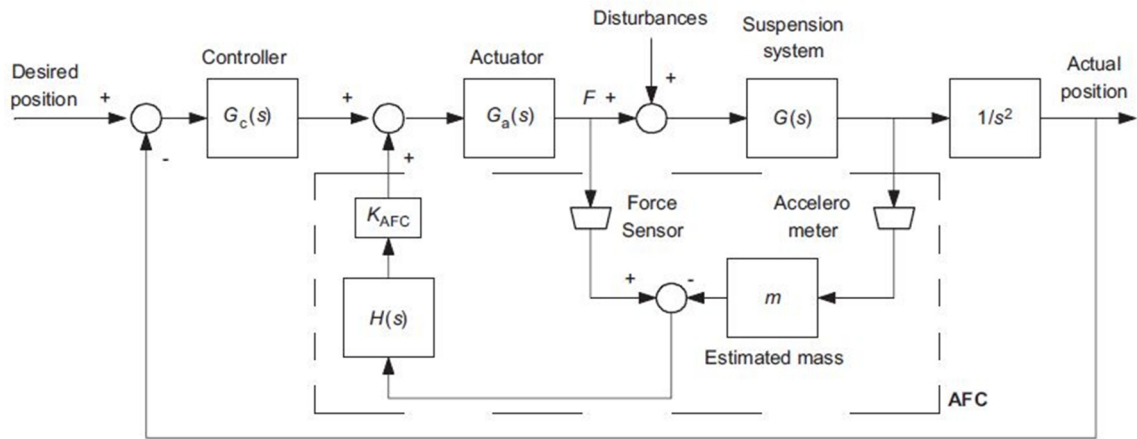 Disturbances
Suspension
system
Controller
Actuator
Desired
position
Actual
position
+
-
G_c(s)
+
+
G_a(s)
F +
+
G(s)
1/s²
K_AFC
H(s)
Force
Sensor
Accelero
meter
+
-
m
Estimated mass
AFC